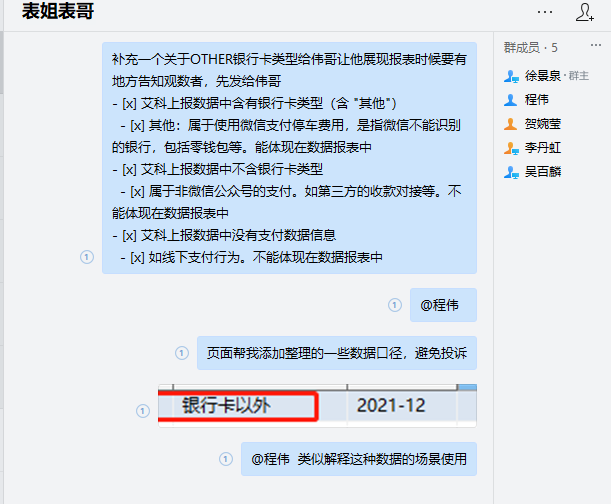 表姐表哥
补充一个关于OTHER银行卡类型给伟哥让他展现报表时候要有
地方告知观数者，先发给伟哥
- [x] 艾科上报数据中含有银行卡类型（含 "其他"）
- [x] 其他：属于使用微信支付停车费用，是指微信不能识别
的银行，包括零钱包等。能体现在数据报表中
- [x] 艾科上报数据中不含银行卡类型
- [x] 属于非微信公众号的支付。如第三方的收款对接等。不
能体现在数据报表中
- [x] 艾科上报数据中没有支付数据信息
- [x] 如线下支付行为。不能体现在数据报表中
1
1
@程伟
1
页面帮我添加整理的一些数据口径，避免投诉
1
银行卡以外
2021-12
1
@程伟 类似解释这种数据的场景使用
群成员 · 5
徐景泉 · 群主
程伟
贺婉莹
李丹虹
吴百麟